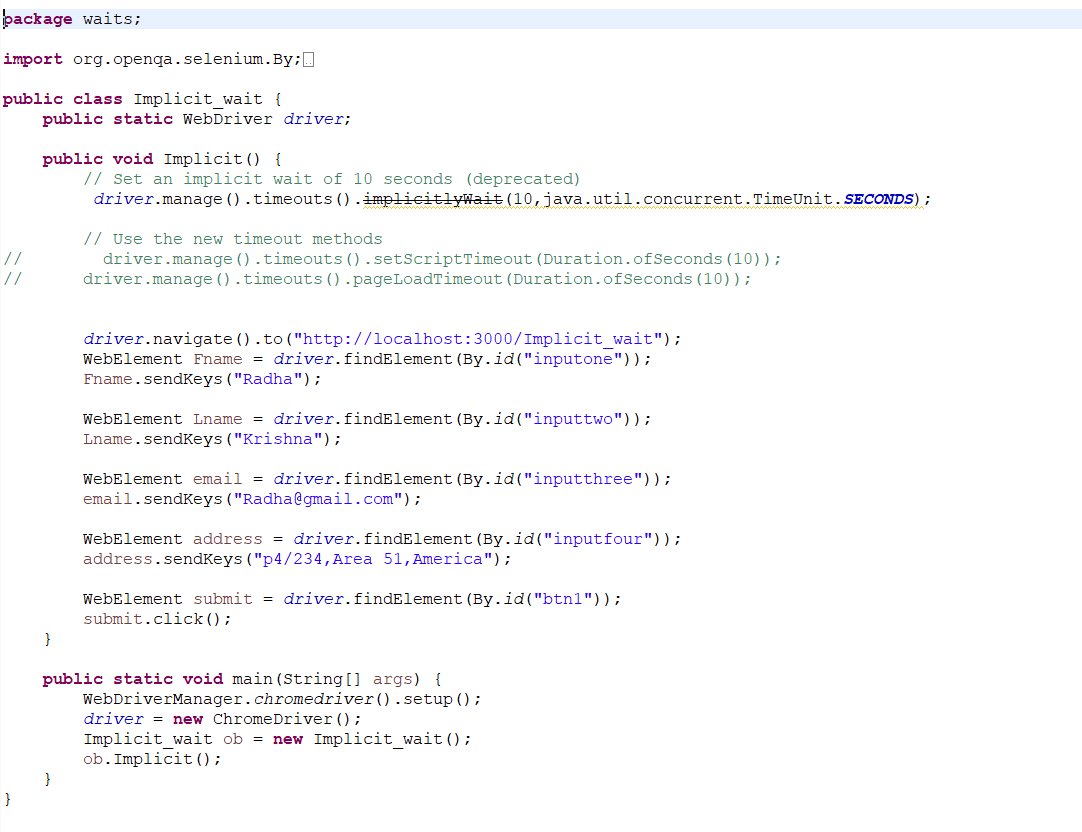 package waits;
import org.openqa.selenium.By;
public class Implicit_wait {
public static WebDriver driver;
public void Implicit() {
// Set an implicit wait of 10 seconds (deprecated)
driver.manage().timeouts().implicitlyWait(10,java.util.concurrent.TimeUnit.SECONDS);
// Use the new timeout methods
// driver.manage().timeouts().setScriptTimeout(Duration.ofSeconds(10));
// driver.manage().timeouts().pageLoadTimeout(Duration.ofSeconds(10));
driver.navigate().to("http://localhost:3000/Implicit_wait");
WebElement Fname = driver.findElement(By.id("inputone"));
Fname.sendKeys("Radha");
WebElement Lname = driver.findElement(By.id("inputtwo"));
Lname.sendKeys("Krishna");
WebElement email = driver.findElement(By.id("inputthree"));
email.sendKeys("Radha@gmail.com");
WebElement address = driver.findElement(By.id("inputfour"));
address.sendKeys("p4/234,Area 51,America");
WebElement submit = driver.findElement(By.id("btn1"));
submit.click();
}
public static void main(String[] args) {
WebDriverManager.chromedriver().setup();
driver = new ChromeDriver();
Implicit_wait ob = new Implicit_wait();
ob.Implicit();
}
}